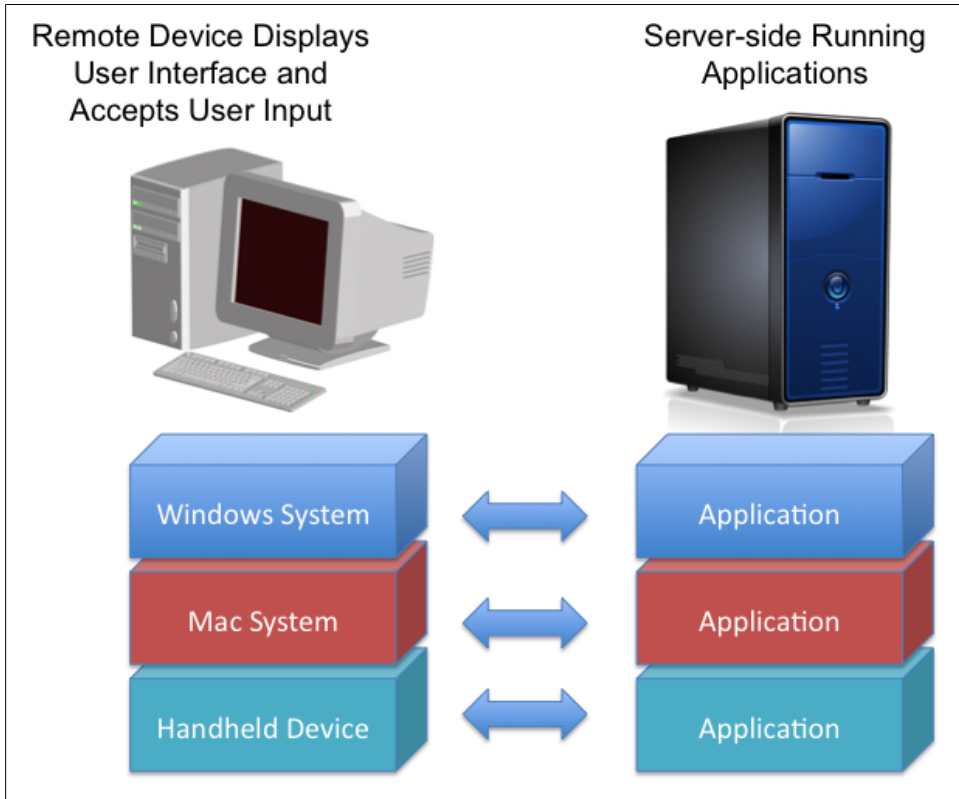 Remote Device Displays
User Interface and
Accepts User Input
Server-side Running
Applications
Windows System
Application
Mac System
Application
Handheld Device
Application